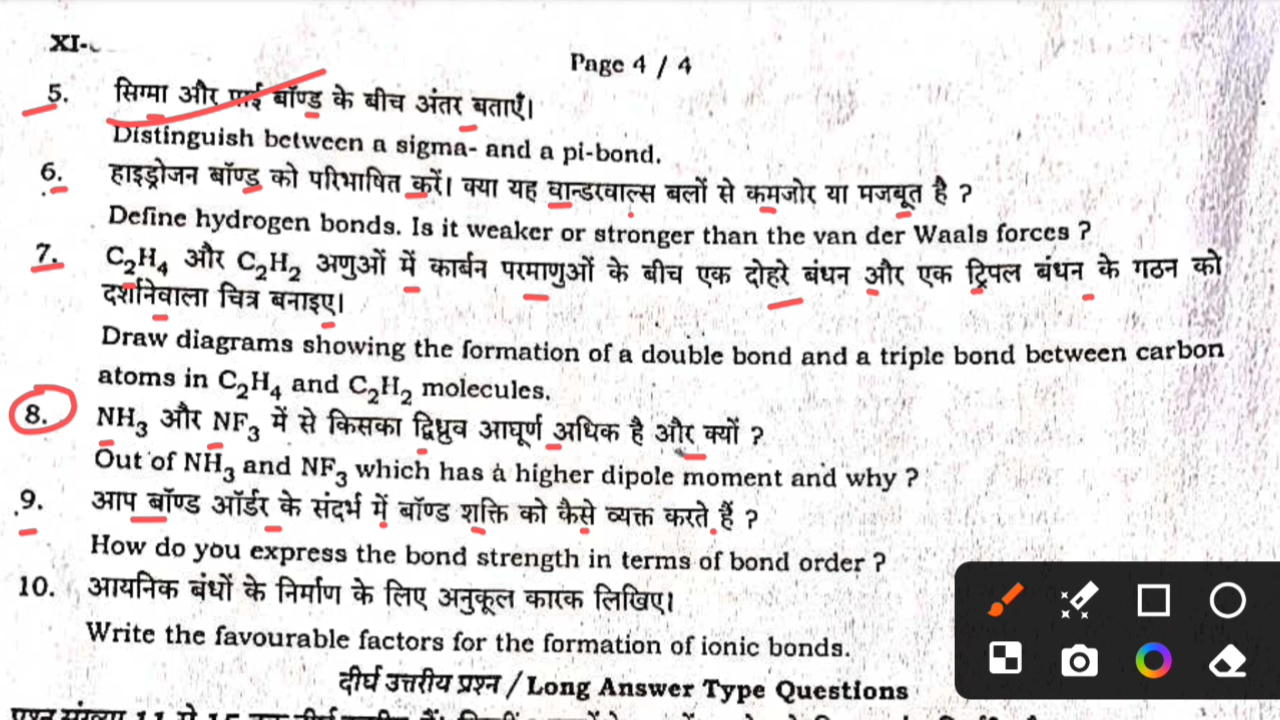 XI-
Page 4 / 4
5. सिग्मा और पाई बॉण्ड के बीच अंतर बताएँ।
Distinguish between a sigma- and a pi-bond.
6. हाइड्रोजन बॉण्ड को परिभाषित करें। क्या यह वान्डरवाल्स बलों से कमजोर या मजबूत है ?
Define hydrogen bonds. Is it weaker or stronger than the van der Waals forces ?
7. C₂H₄ और C₂H₂ अणुओं में कार्बन परमाणुओं के बीच एक दोहरे बंधन और एक ट्रिपल बंधन के गठन को
दर्शानेवाला चित्र बनाइए।
Draw diagrams showing the formation of a double bond and a triple bond between carbon
atoms in C₂H₄ and C₂H₂ molecules.
8. NH₃ और NF₃ में से किसका द्विध्रुव आघूर्ण अधिक है और क्यों ?
Out of NH₃ and NF₃ which has a higher dipole moment and why ?
9. आप बॉण्ड ऑर्डर के संदर्भ में बॉण्ड शक्ति को कैसे व्यक्त करते हैं ?
How do you express the bond strength in terms of bond order ?
10. आयनिक बंधों के निर्माण के लिए अनुकूल कारक लिखिए।
Write the favourable factors for the formation of ionic bonds.
दीर्घ उत्तरीय प्रश्न / Long Answer Type Questions